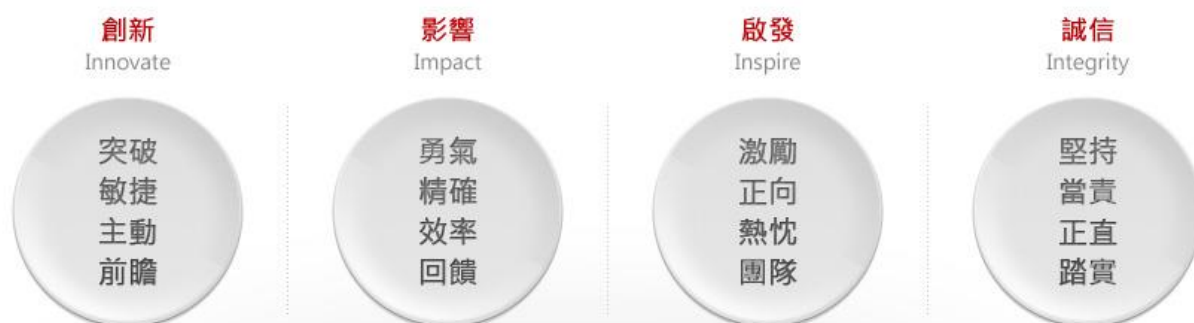 創新
Innovate
突破
敏捷
主動
前瞻
影響
Impact
勇氣
精確
效率
回饋
啟發
Inspire
激勵
正向
熱忱
團隊
誠信
Integrity
堅持
當責
正直
踏實